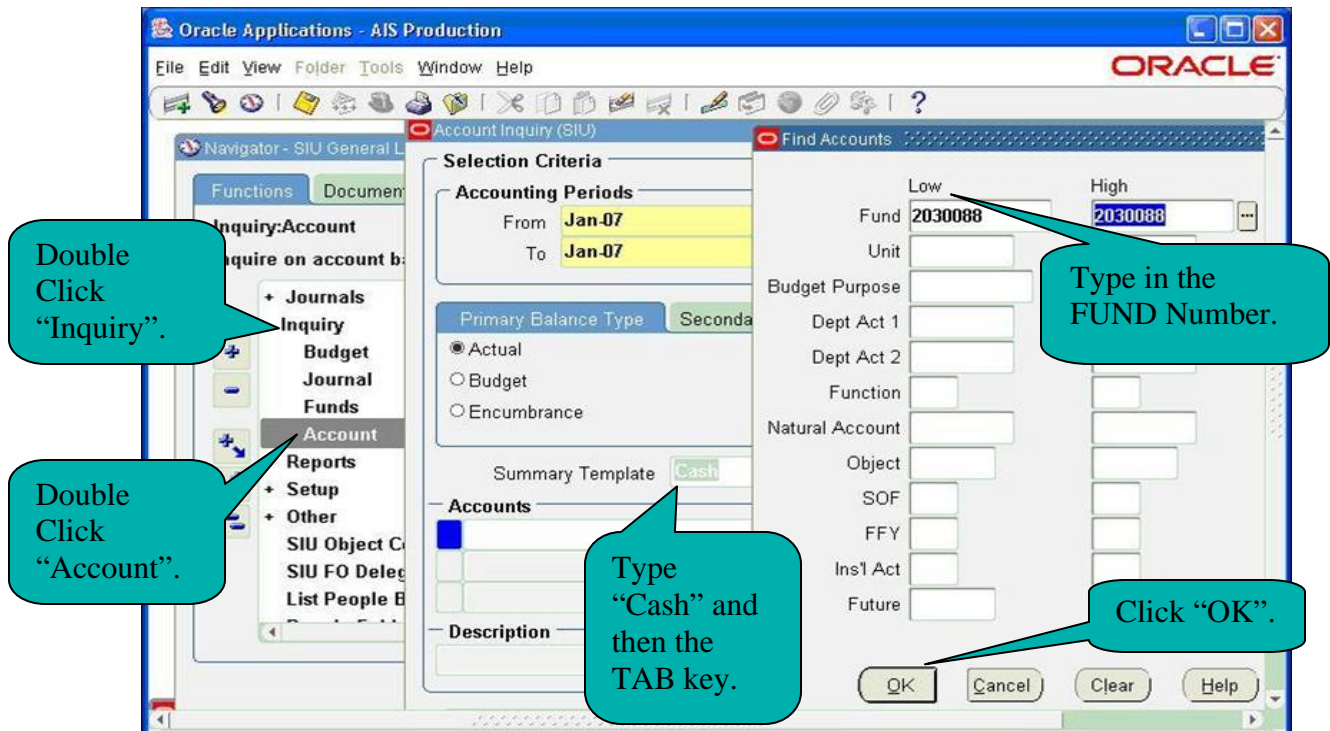 Oracle Applications - AIS Production
File Edit View Folder Tools Window Help
ORACLE
?
Navigator - SIU General L
Functions Documen
Inquiry:Account
nquire on account b
+ Journals
- Inquiry
Budget
Journal
Funds
Account
Reports
+ Setup
+ Other
SIU Object C
SIU FO Deleg
List People B
Account Inquiry (SIU)
Selection Criteria
Accounting Periods
From Jan-07
To Jan-07
Primary Balance Type Seconda
Actual
Budget
Encumbrance
Summary Template Cash
Accounts
Description
Find Accounts
Low High
Fund 2030088 2030088 ...
Unit
Budget Purpose
Dept Act 1
Dept Act 2
Function
Natural Account
Object
SOF
FFY
Ins'l Act
Future
OK Cancel Clear Help
Double
Click
“Inquiry”.
Double
Click
“Account”.
Type
“Cash” and
then the
TAB key.
Type in the
FUND Number.
Click “OK”.